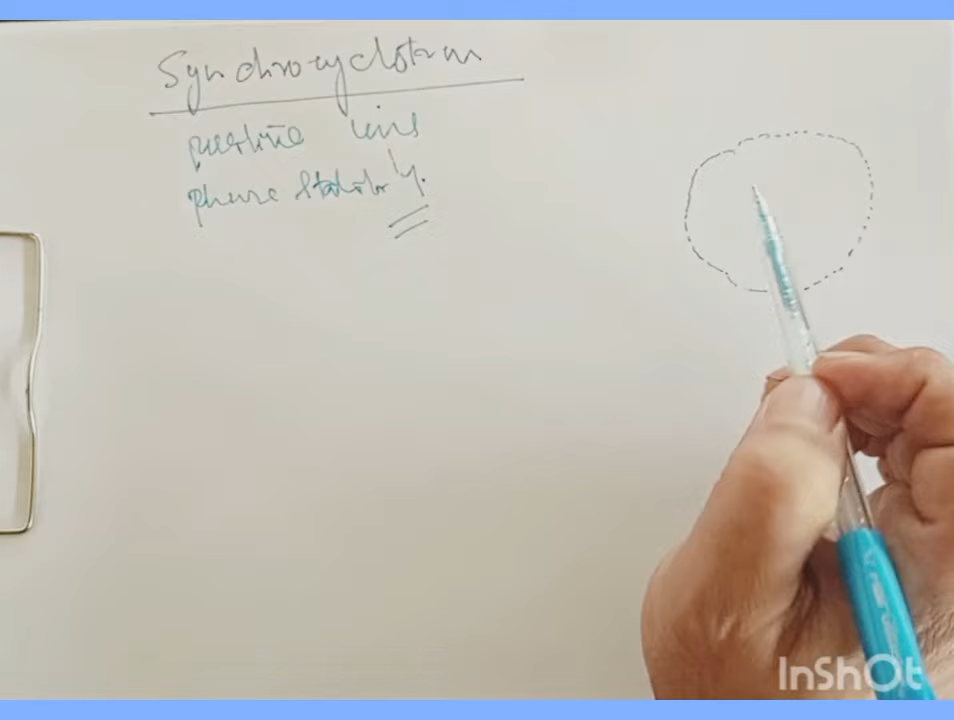 Synchrocyclotron
positive ions
phase stability.
InShOt